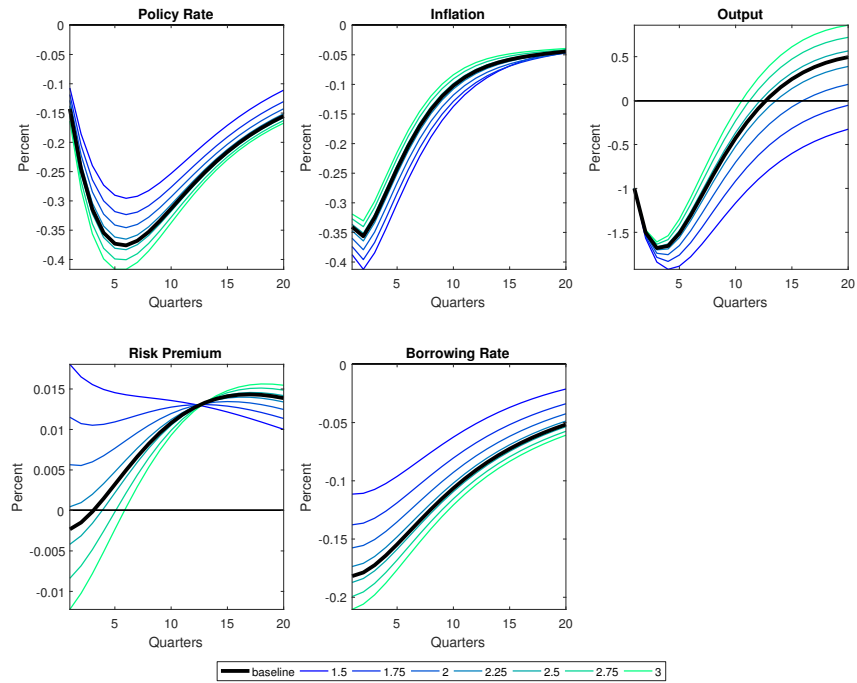 Policy Rate
0
-0.05
-0.1
-0.15
-0.2
-0.25
-0.3
-0.35
-0.4
Percent
5 10 15 20
Quarters
Inflation
0
-0.05
-0.1
-0.15
-0.2
-0.25
-0.3
-0.35
-0.4
Percent
5 10 15 20
Quarters
Output
0.5
0
-0.5
-1
-1.5
Percent
5 10 15 20
Quarters
Risk Premium
0.015
0.01
0.005
0
-0.005
-0.01
Percent
5 10 15 20
Quarters
Borrowing Rate
0
-0.05
-0.1
-0.15
-0.2
Percent
5 10 15 20
Quarters
baseline 1.5 1.75 2 2.25 2.5 2.75 3